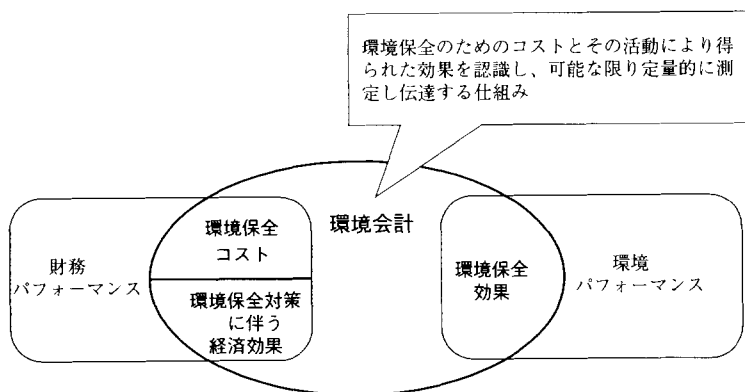 環境保全のためのコストとその活動により得
られた効果を認識し、可能な限り定量的に測
定し伝達する仕組み
財務
パフォーマンス
環境保全
コスト
環境保全対策
に伴う
経済効果
環境会計
環境保全
効果
環境
パフォーマンス